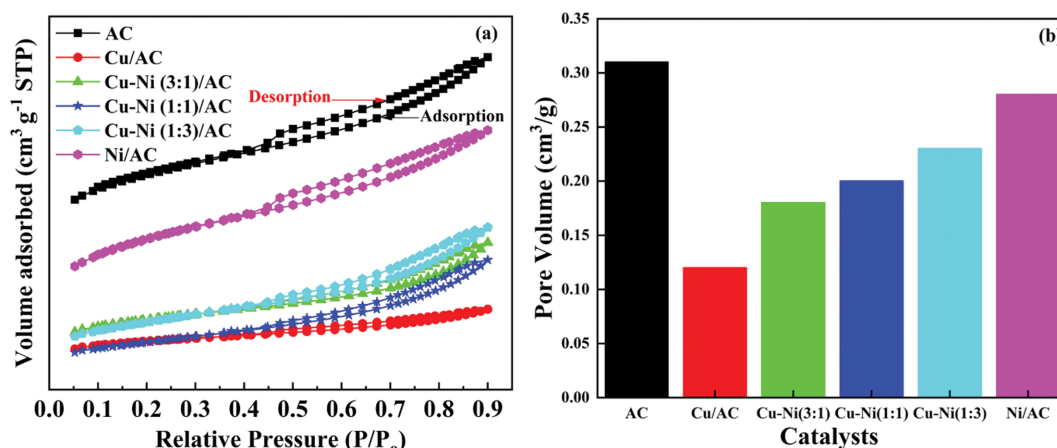 (a)
AC
Cu/AC
Cu-Ni (3:1)/AC
Cu-Ni (1:1)/AC
Cu-Ni (1:3)/AC
Ni/AC
Desorption
Adsorption
Volume adsorbed (cm³ g⁻¹ STP)
0.0 0.1 0.2 0.3 0.4 0.5 0.6 0.7 0.8 0.9
Relative Pressure (P/P₀)
(b)
0.35
0.30
0.25
0.20
0.15
0.10
0.05
0.00
Pore Volume (cm³/g)
AC Cu/AC Cu-Ni(3:1) Cu-Ni(1:1) Cu-Ni(1:3) Ni/AC
Catalysts